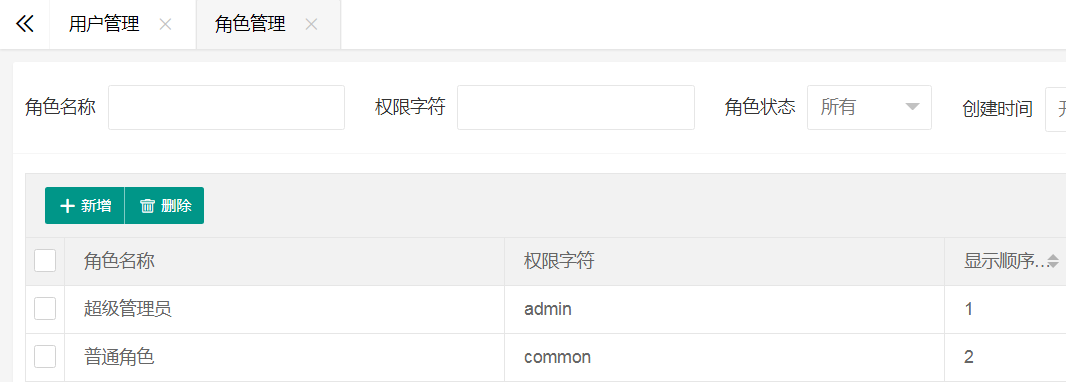 用户管理 角色管理
角色名称 权限字符 角色状态 所有 创建时间
新增 删除
角色名称 权限字符 显示顺序...
超级管理员 admin 1
普通角色 common 2